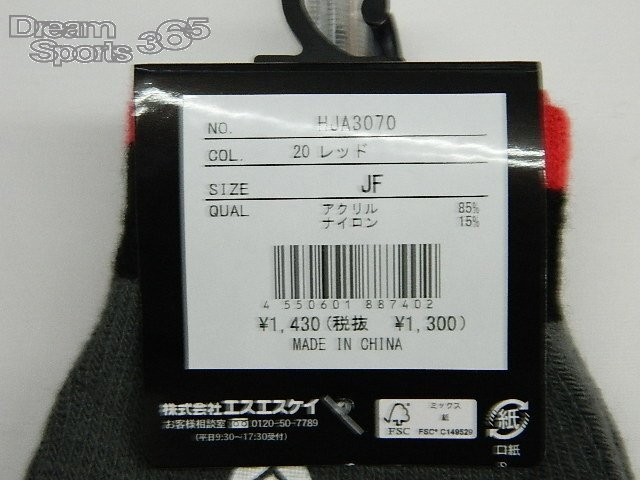 Dream
Sports 365
NO. HJA3070
COL. 20 レッド
SIZE JF
QUAL アクリル 85%
ナイロン 15%
4 550601 887402
¥1,430(税抜 ¥1,300)
MADE IN CHINA
株式会社エスエスケイ
お客様相談室 0120-50-7789
(平日9:30〜17:30受付)
FSC
ミックス
紙
FSC® C149529
紙
口紙